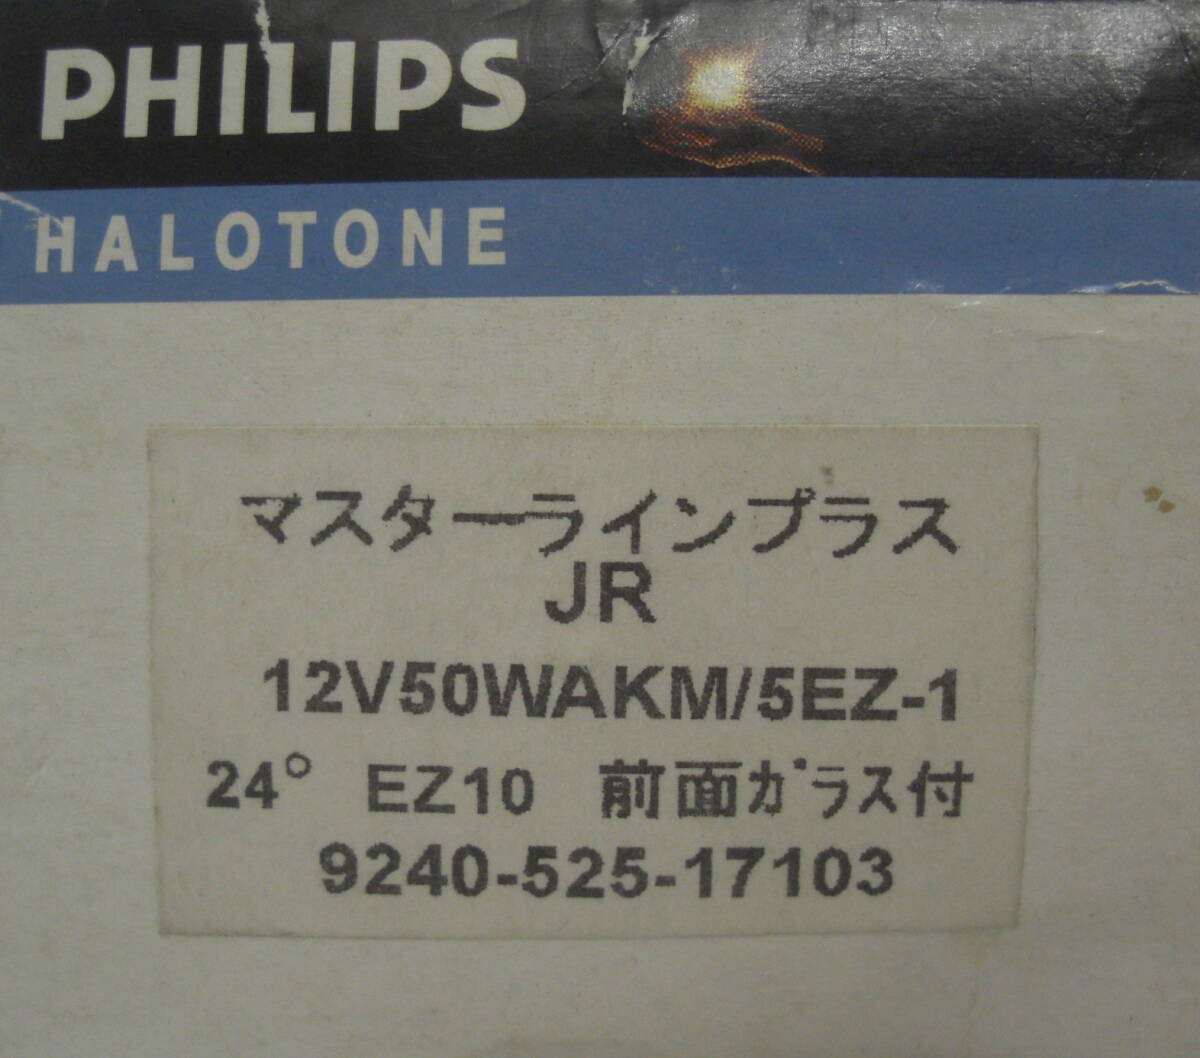 PHILIPS
HALOTONE
マスターラインプラス
JR
12V50WAKM/5EZ-1
24° EZ10 前面ガラス付
9240-525-17103